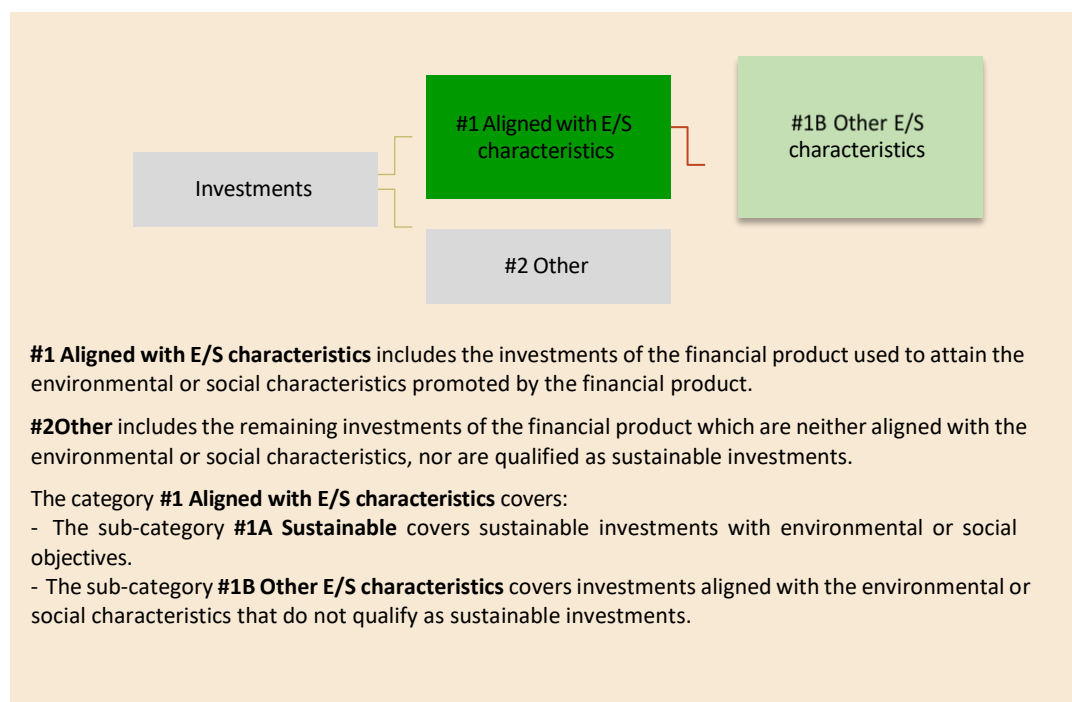 #1 Aligned with E/S
characteristics
#1B Other E/S
characteristics
Investments
#2 Other
#1 Aligned with E/S characteristics includes the investments of the financial product used to attain the
environmental or social characteristics promoted by the financial product.
#2Other includes the remaining investments of the financial product which are neither aligned with the
environmental or social characteristics, nor are qualified as sustainable investments.
The category #1 Aligned with E/S characteristics covers:
- The sub-category #1A Sustainable covers sustainable investments with environmental or social
objectives.
- The sub-category #1B Other E/S characteristics covers investments aligned with the environmental or
social characteristics that do not qualify as sustainable investments.